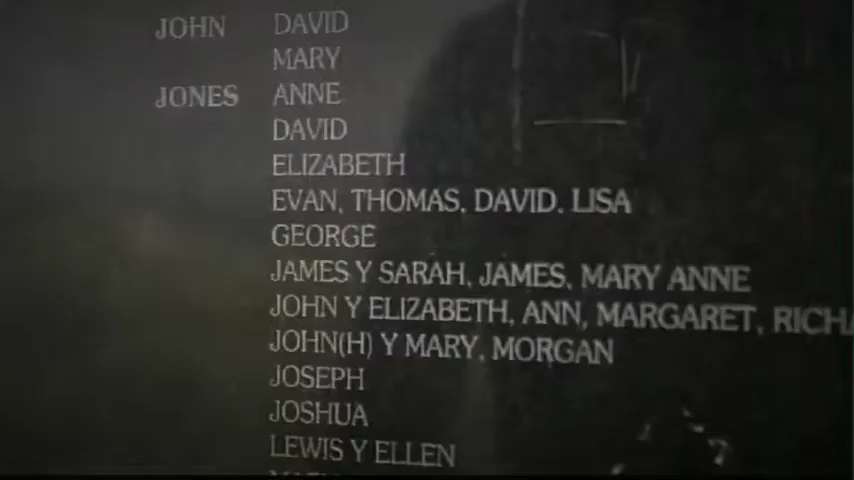 JOHN DAVID
MARY
JONES ANNE
DAVID
ELIZABETH
EVAN, THOMAS, DAVID, LISA
GEORGE
JAMES Y SARAH, JAMES, MARY ANNE
JOHN Y ELIZABETH, ANN, MARGARET, RICHA
JOHN(H) Y MARY, MORGAN
JOSEPH
JOSHUA
LEWIS Y ELLEN